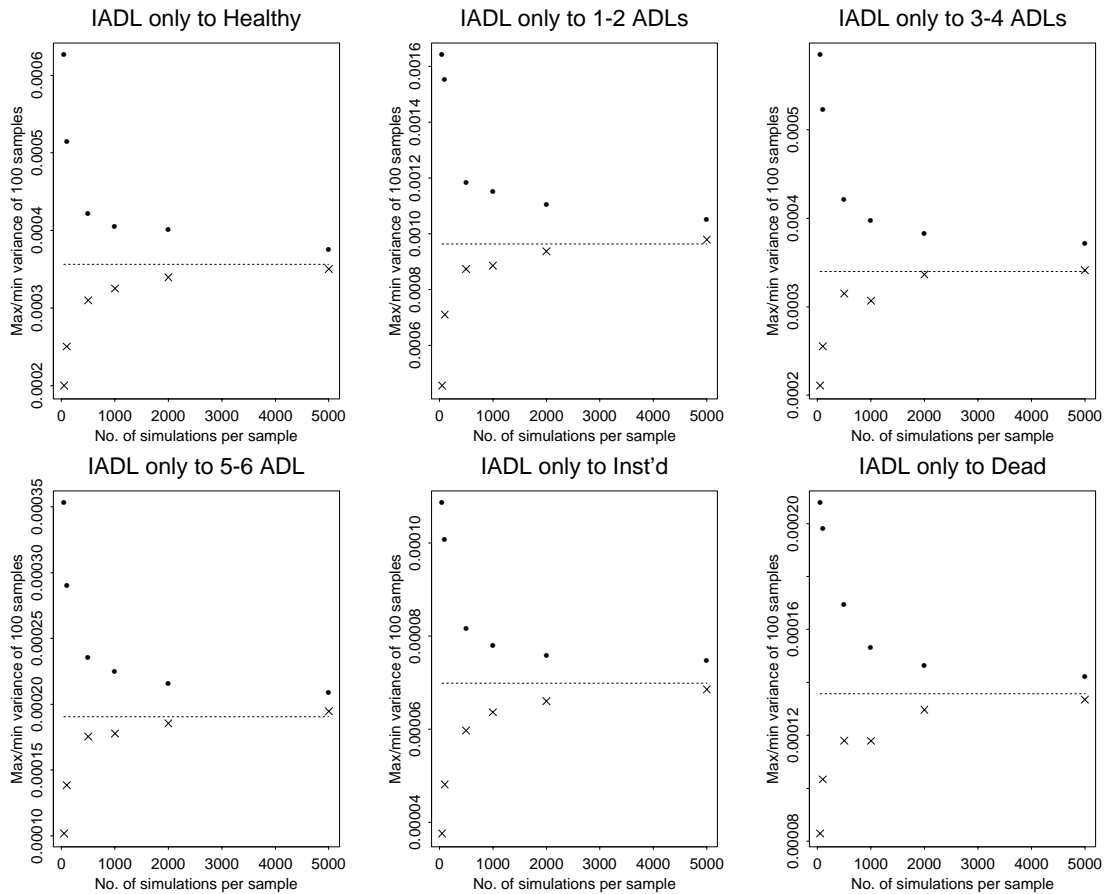 IADL only to Healthy
Max/min variance of 100 samples
0.0006
0.0005
0.0004
0.0003
0.0002
0 1000 2000 3000 4000 5000
No. of simulations per sample
IADL only to 1-2 ADLs
Max/min variance of 100 samples
0.0016
0.0014
0.0012
0.0010
0.0008
0.0006
0 1000 2000 3000 4000 5000
No. of simulations per sample
IADL only to 3-4 ADLs
Max/min variance of 100 samples
0.0005
0.0004
0.0003
0.0002
0 1000 2000 3000 4000 5000
No. of simulations per sample
IADL only to 5-6 ADL
Max/min variance of 100 samples
0.00035
0.00030
0.00025
0.00020
0.00015
0.00010
0 1000 2000 3000 4000 5000
No. of simulations per sample
IADL only to Inst'd
Max/min variance of 100 samples
0.00010
0.00008
0.00006
0.00004
0 1000 2000 3000 4000 5000
No. of simulations per sample
IADL only to Dead
Max/min variance of 100 samples
0.00020
0.00016
0.00012
0.00008
0 1000 2000 3000 4000 5000
No. of simulations per sample